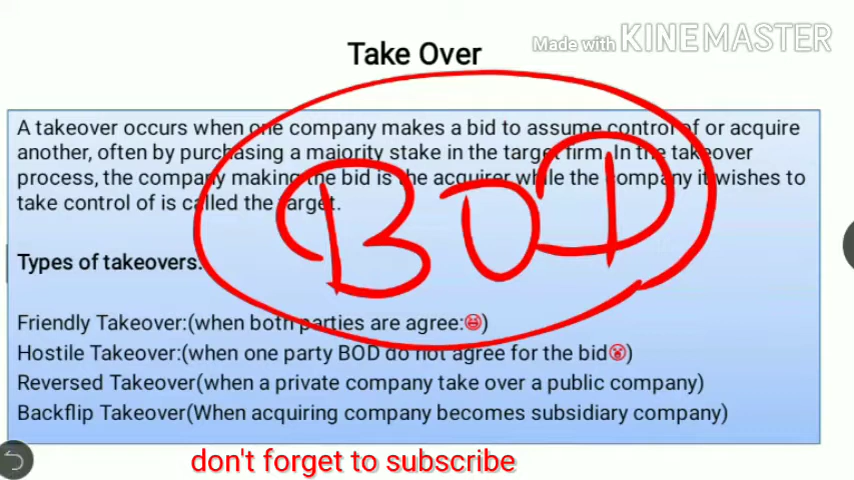 Made with KINEMASTER
Take Over
A takeover occurs when one company makes a bid to assume control of or acquire
another, often by purchasing a majority stake in the target firm. In the takeover
process, the company making the bid is the acquirer while the company it wishes to
take control of is called the target.
BOD
Types of takeovers:
Friendly Takeover:(when both parties are agree:😆)
Hostile Takeover:(when one party BOD do not agree for the bid😵)
Reversed Takeover(when a private company take over a public company)
Backflip Takeover(When acquiring company becomes subsidiary company)
don't forget to subscribe